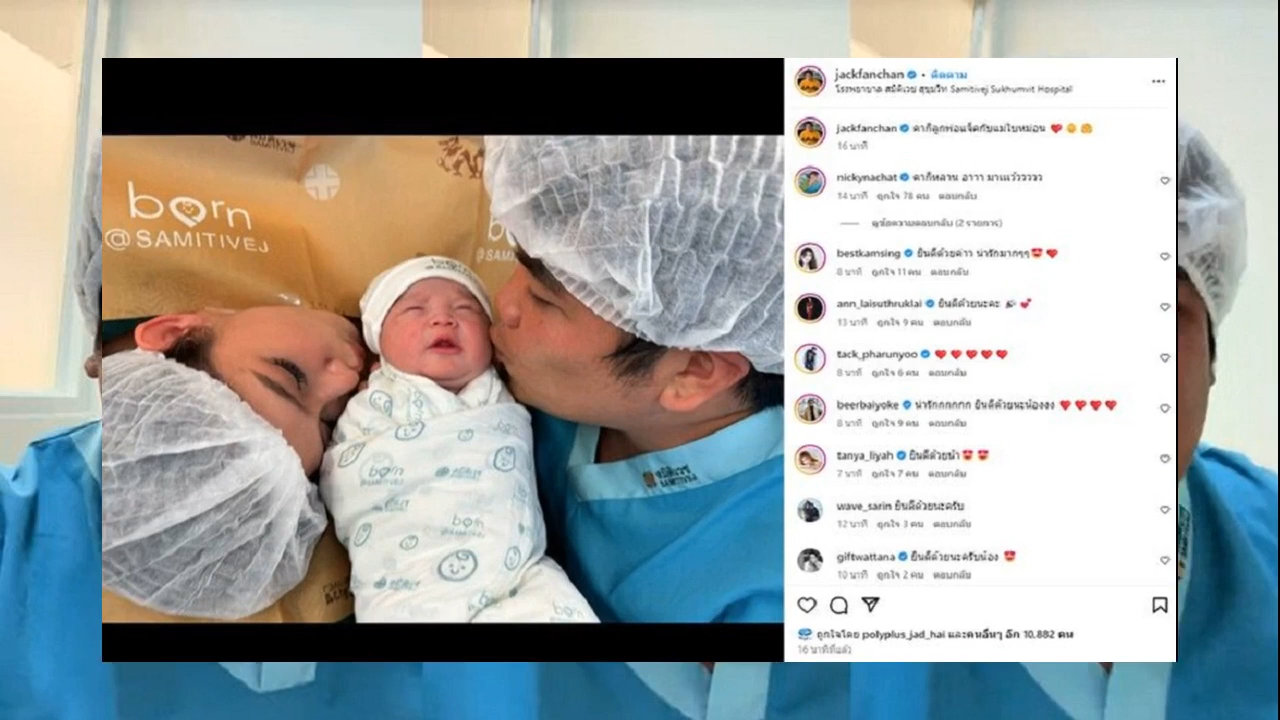 born
@SAMITIVEJ
SAMITIVEJ
born
สมิติเวช
SAMITIVEJ
born
@SAMITIVEJ
born
@SAMITIVEJ
born
jackfanchan • ติดตาม
โรงพยาบาล สมิติเวช สุขุมวิท Samitivej Sukhumvit Hospital
jackfanchan ดาก็ลูกพ่อแจ็คกับแม่ใบหม่อน ❤️
16 นาที
nickynachat ดาก็หลาน อาาา มาแแว้วววว
14 นาที ถูกใจ 78 คน ตอบกลับ
ดูข้อความตอบกลับ (2 รายการ)
bestkamsing ยินดีด้วยค่าา น่ารักมากๆๆ😍❤️
8 นาที ถูกใจ 11 คน ตอบกลับ
ann_laisuthruklai ยินดีด้วยนะคะ 🎉💕
13 นาที ถูกใจ 9 คน ตอบกลับ
tack_pharunyoo ❤️❤️❤️❤️❤️
8 นาที ถูกใจ 6 คน ตอบกลับ
beerbaiyoke น่ารักกกกกก ยินดีด้วยนะน้องงง ❤️❤️❤️❤️
8 นาที ถูกใจ 9 คน ตอบกลับ
tanya_liyah ยินดีด้วยน้า😍😍
7 นาที ถูกใจ 7 คน ตอบกลับ
wave_sarin ยินดีด้วยนะครับ
12 นาที ถูกใจ 3 คน ตอบกลับ
giftwattana ยินดีด้วยนะครับน้อง 😍
10 นาที ถูกใจ 2 คน ตอบกลับ
ถูกใจโดย polyplus_jad_hai และคนอื่นๆ อีก 10,882 คน
16 นาทีที่แล้ว